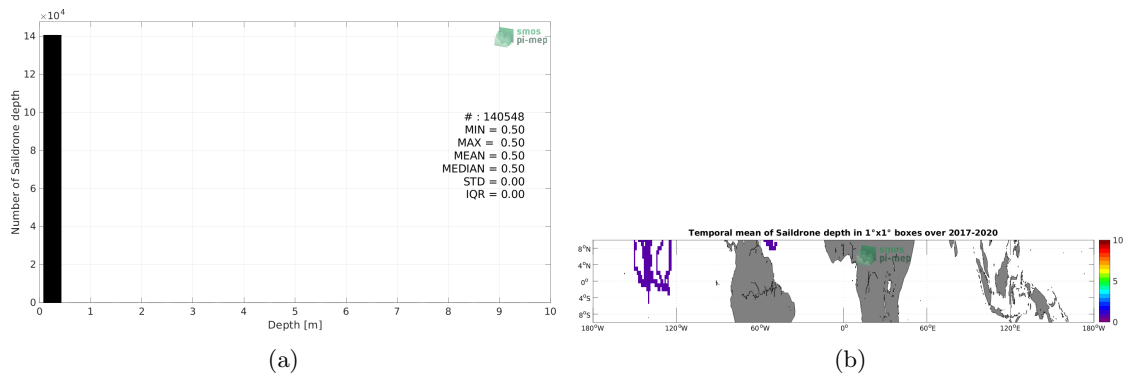 ×10⁴
14
12
10
8
6
4
2
0
Number of Saildrone depth
smos
pi-mep
# : 140548
MIN = 0.50
MAX = 0.50
MEAN = 0.50
MEDIAN = 0.50
STD = 0.00
IQR = 0.00
0 1 2 3 4 5 6 7 8 9 10
Depth [m]
(a)
Temporal mean of Saildrone depth in 1°x1° boxes over 2017-2020
smos
pi-mep
8°N
4°N
0°
4°S
8°S
180°W 120°W 60°W 0° 60°E 120°E 180°W
10
8
6
4
2
0
(b)